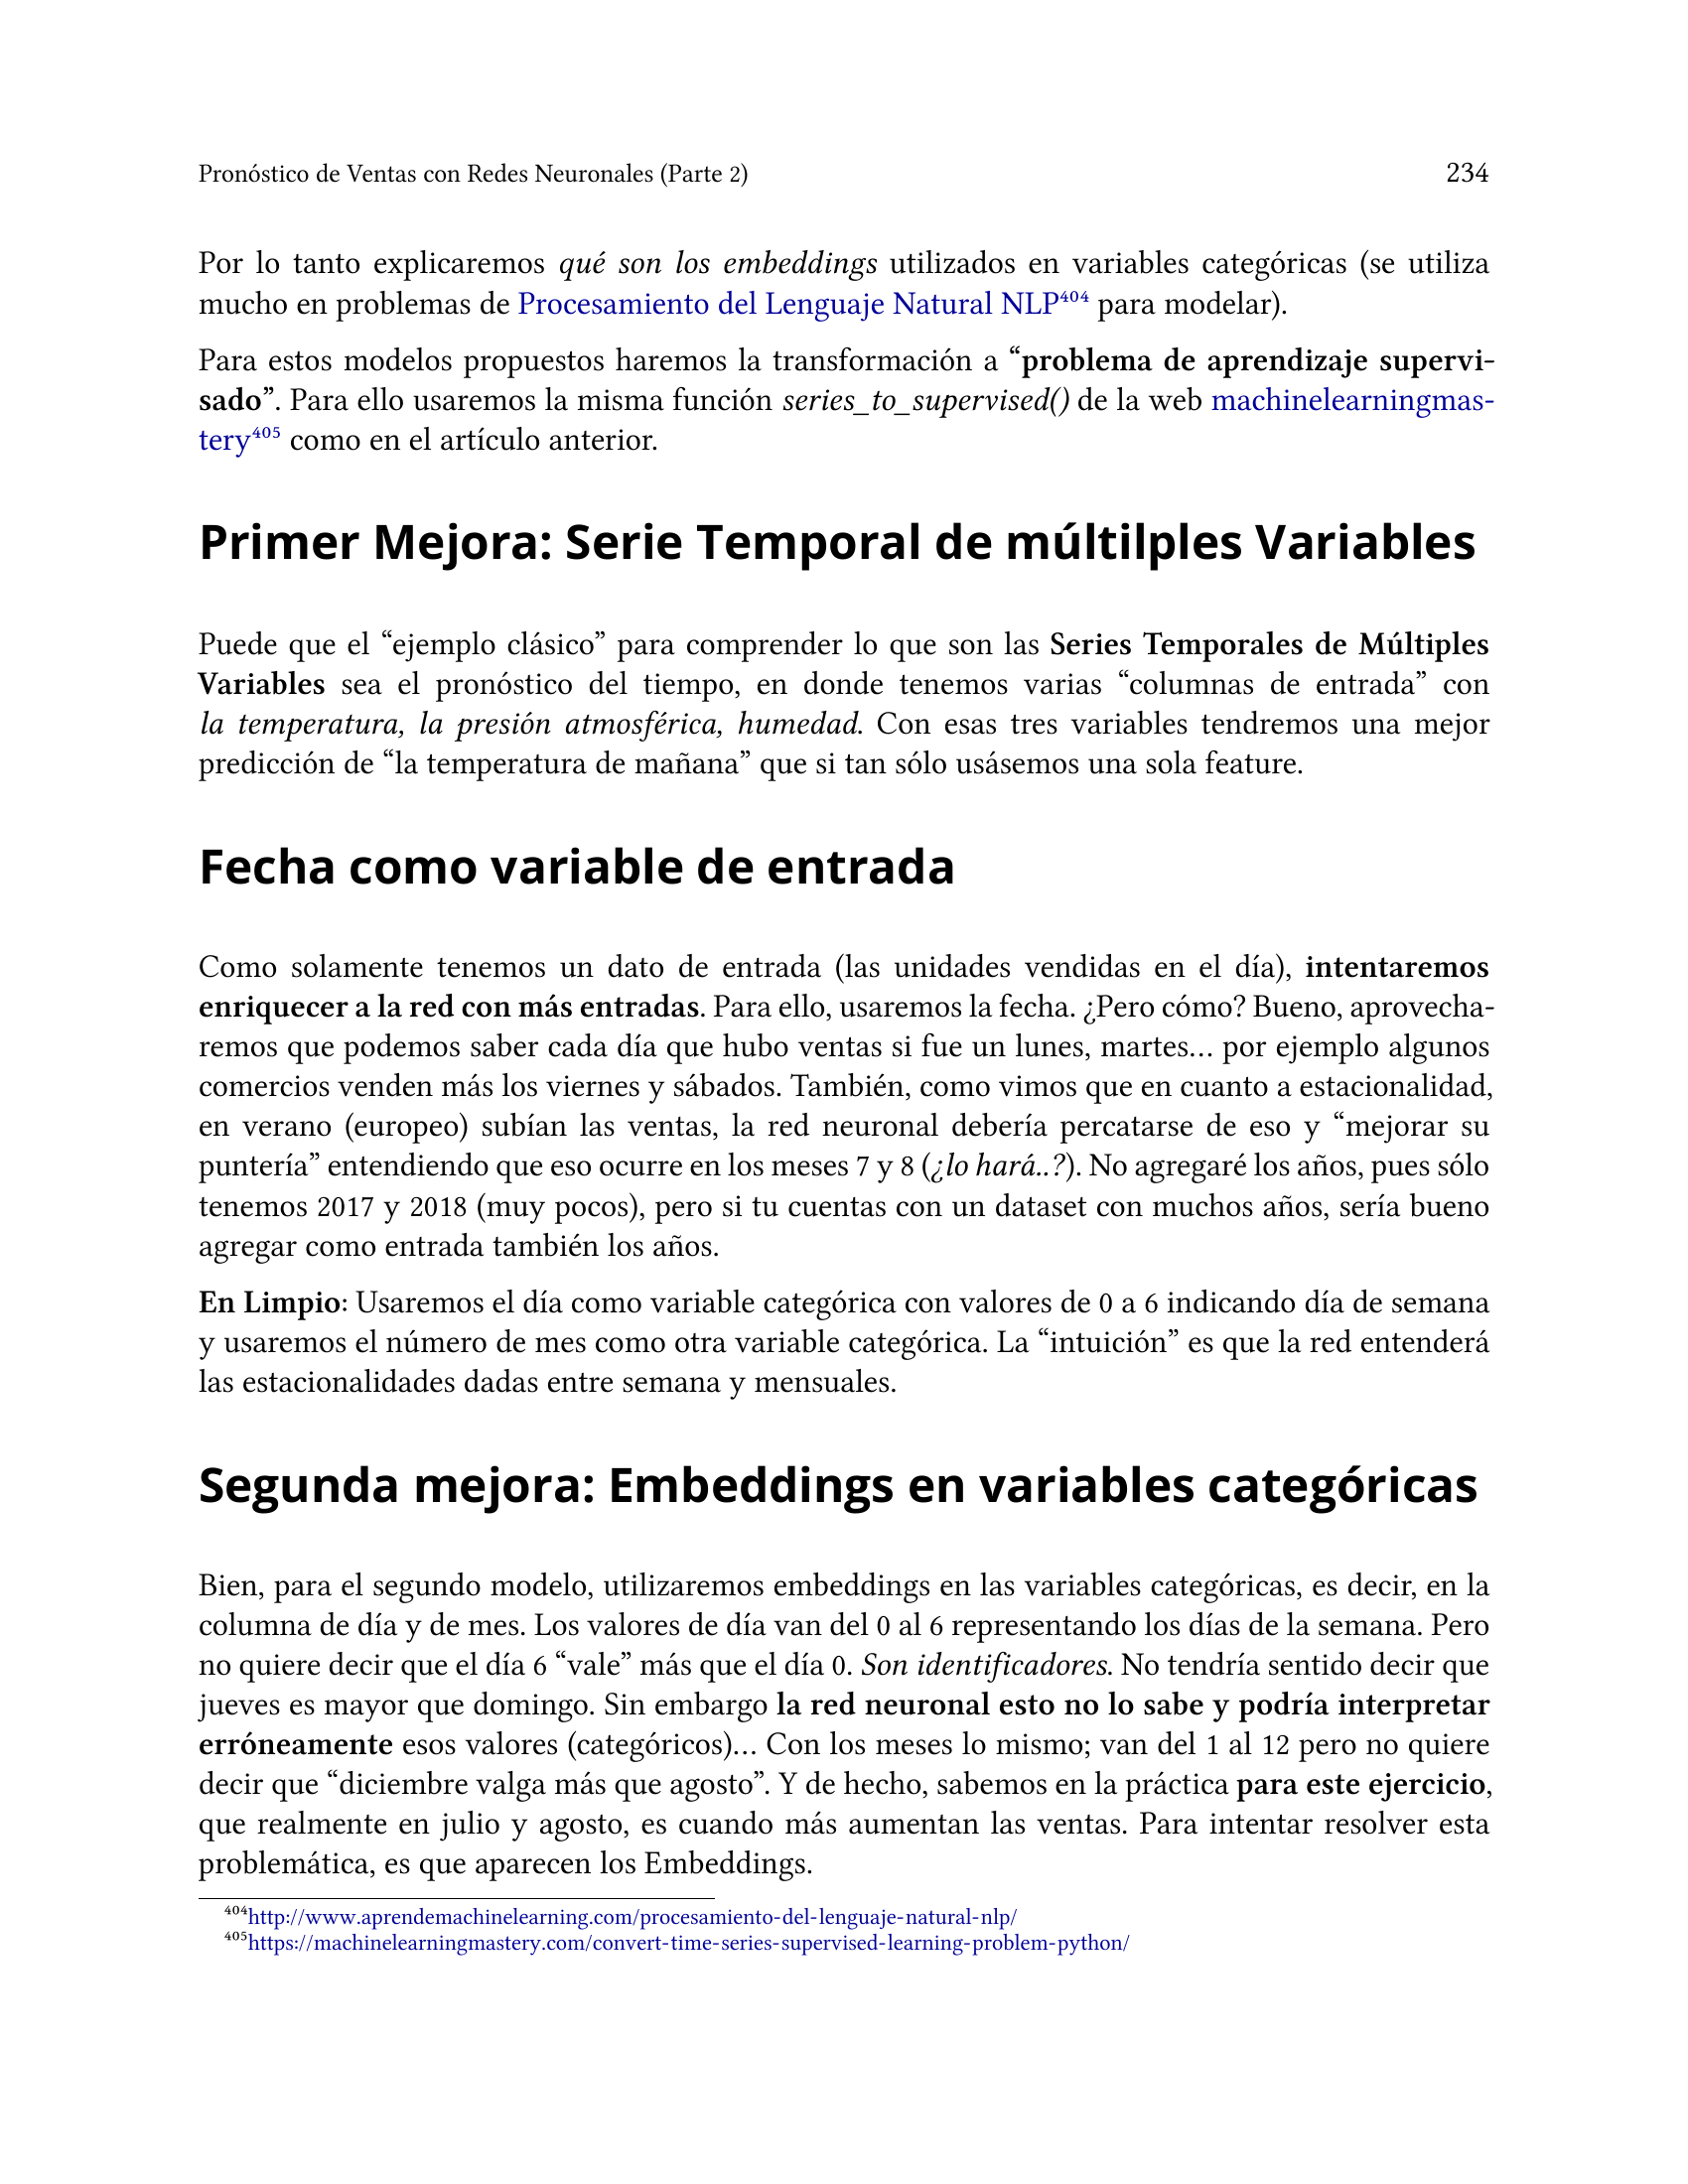 Pronóstico de Ventas con Redes Neuronales (Parte 2) 234
Por lo tanto explicaremos qué son los embeddings utilizados en variables categóricas (se utiliza
mucho en problemas de Procesamiento del Lenguaje Natural NLP⁴⁰⁴ para modelar).
Para estos modelos propuestos haremos la transformación a “problema de aprendizaje supervi-
sado”. Para ello usaremos la misma función series_to_supervised() de la web machinelearningmas-
tery⁴⁰⁵ como en el artículo anterior.
Primer Mejora: Serie Temporal de múltilples Variables
Puede que el “ejemplo clásico” para comprender lo que son las Series Temporales de Múltiples
Variables sea el pronóstico del tiempo, en donde tenemos varias “columnas de entrada” con
la temperatura, la presión atmosférica, humedad. Con esas tres variables tendremos una mejor
predicción de “la temperatura de mañana” que si tan sólo usásemos una sola feature.
Fecha como variable de entrada
Como solamente tenemos un dato de entrada (las unidades vendidas en el día), intentaremos
enriquecer a la red con más entradas. Para ello, usaremos la fecha. ¿Pero cómo? Bueno, aprovecha-
remos que podemos saber cada día que hubo ventas si fue un lunes, martes… por ejemplo algunos
comercios venden más los viernes y sábados. También, como vimos que en cuanto a estacionalidad,
en verano (europeo) subían las ventas, la red neuronal debería percatarse de eso y “mejorar su
puntería” entendiendo que eso ocurre en los meses 7 y 8 (¿lo hará..?). No agregaré los años, pues sólo
tenemos 2017 y 2018 (muy pocos), pero si tu cuentas con un dataset con muchos años, sería bueno
agregar como entrada también los años.
En Limpio: Usaremos el día como variable categórica con valores de 0 a 6 indicando día de semana
y usaremos el número de mes como otra variable categórica. La “intuición” es que la red entenderá
las estacionalidades dadas entre semana y mensuales.
Segunda mejora: Embeddings en variables categóricas
Bien, para el segundo modelo, utilizaremos embeddings en las variables categóricas, es decir, en la
columna de día y de mes. Los valores de día van del 0 al 6 representando los días de la semana. Pero
no quiere decir que el día 6 “vale” más que el día 0. Son identificadores. No tendría sentido decir que
jueves es mayor que domingo. Sin embargo la red neuronal esto no lo sabe y podría interpretar
erróneamente esos valores (categóricos)… Con los meses lo mismo; van del 1 al 12 pero no quiere
decir que “diciembre valga más que agosto”. Y de hecho, sabemos en la práctica para este ejercicio,
que realmente en julio y agosto, es cuando más aumentan las ventas. Para intentar resolver esta
problemática, es que aparecen los Embeddings.
⁴⁰⁴http://www.aprendemachinelearning.com/procesamiento-del-lenguaje-natural-nlp/
⁴⁰⁵https://machinelearningmastery.com/convert-time-series-supervised-learning-problem-python/